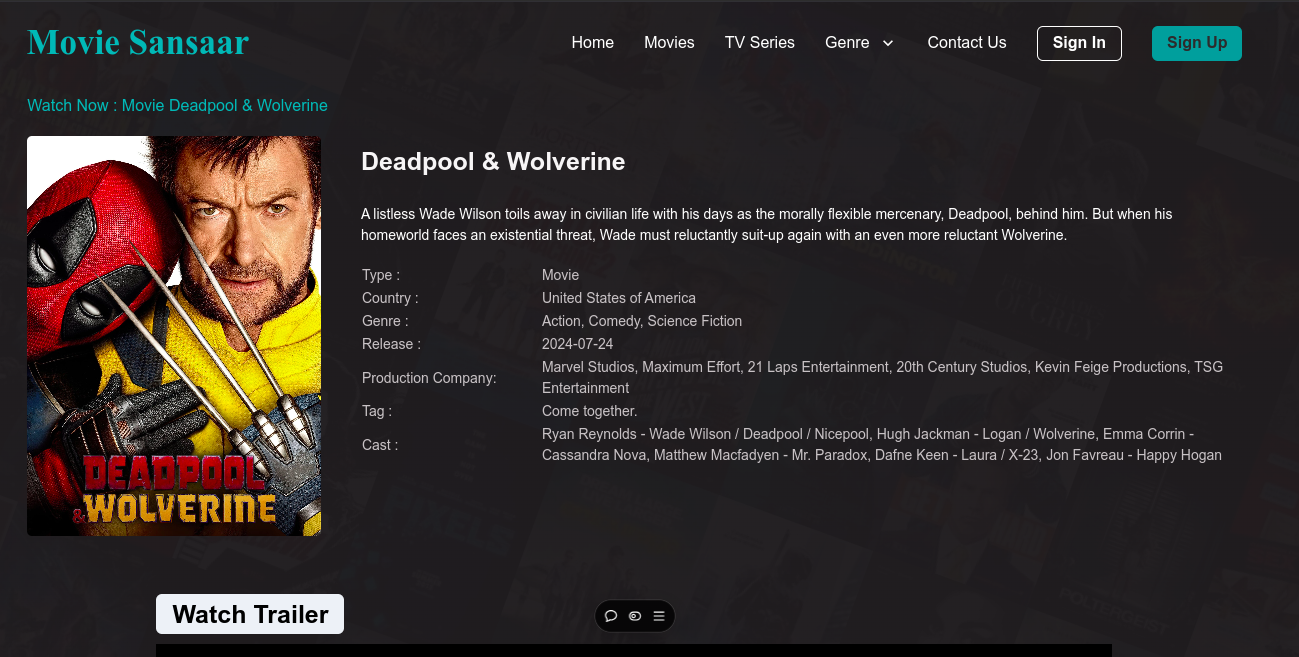 Movie Sansaar
Home Movies TV Series Genre Contact Us Sign In Sign Up
Watch Now : Movie Deadpool & Wolverine
Deadpool & Wolverine
A listless Wade Wilson toils away in civilian life with his days as the morally flexible mercenary, Deadpool, behind him. But when his
homeworld faces an existential threat, Wade must reluctantly suit-up again with an even more reluctant Wolverine.
Type : Movie
Country : United States of America
Genre : Action, Comedy, Science Fiction
Release : 2024-07-24
Production Company: Marvel Studios, Maximum Effort, 21 Laps Entertainment, 20th Century Studios, Kevin Feige Productions, TSG
Entertainment
Tag : Come together.
Cast : Ryan Reynolds - Wade Wilson / Deadpool / Nicepool, Hugh Jackman - Logan / Wolverine, Emma Corrin -
Cassandra Nova, Matthew Macfadyen - Mr. Paradox, Dafne Keen - Laura / X-23, Jon Favreau - Happy Hogan
DEADPOOL
& WOLVERINE
Watch Trailer